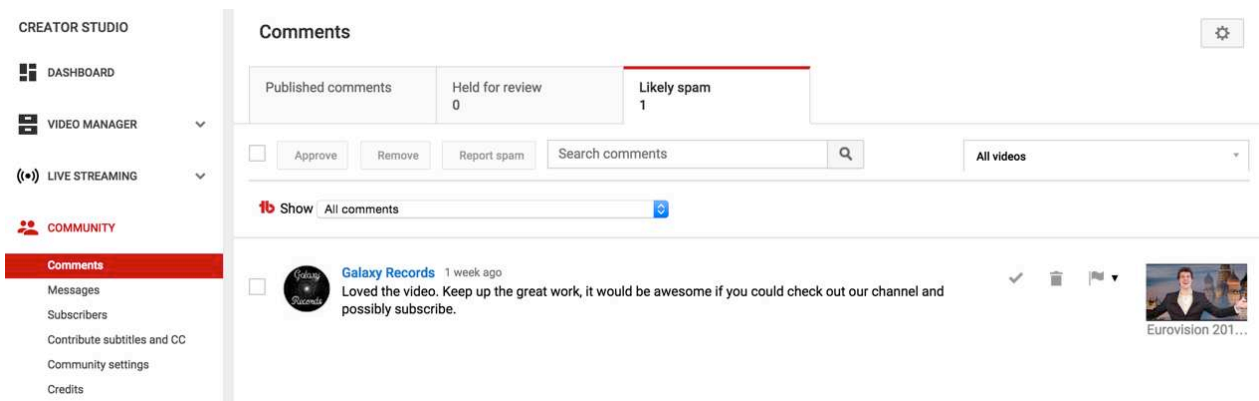 CREATOR STUDIO
DASHBOARD
VIDEO MANAGER
LIVE STREAMING
COMMUNITY
Comments
Messages
Subscribers
Contribute subtitles and CC
Community settings
Credits
Comments
Published comments
Held for review
0
Likely spam
1
Approve
Remove
Report spam
Search comments
All videos
tb Show All comments
Galaxy Records
Galaxy Records 1 week ago
Loved the video. Keep up the great work, it would be awesome if you could check out our channel and
possibly subscribe.
Eurovision 201...